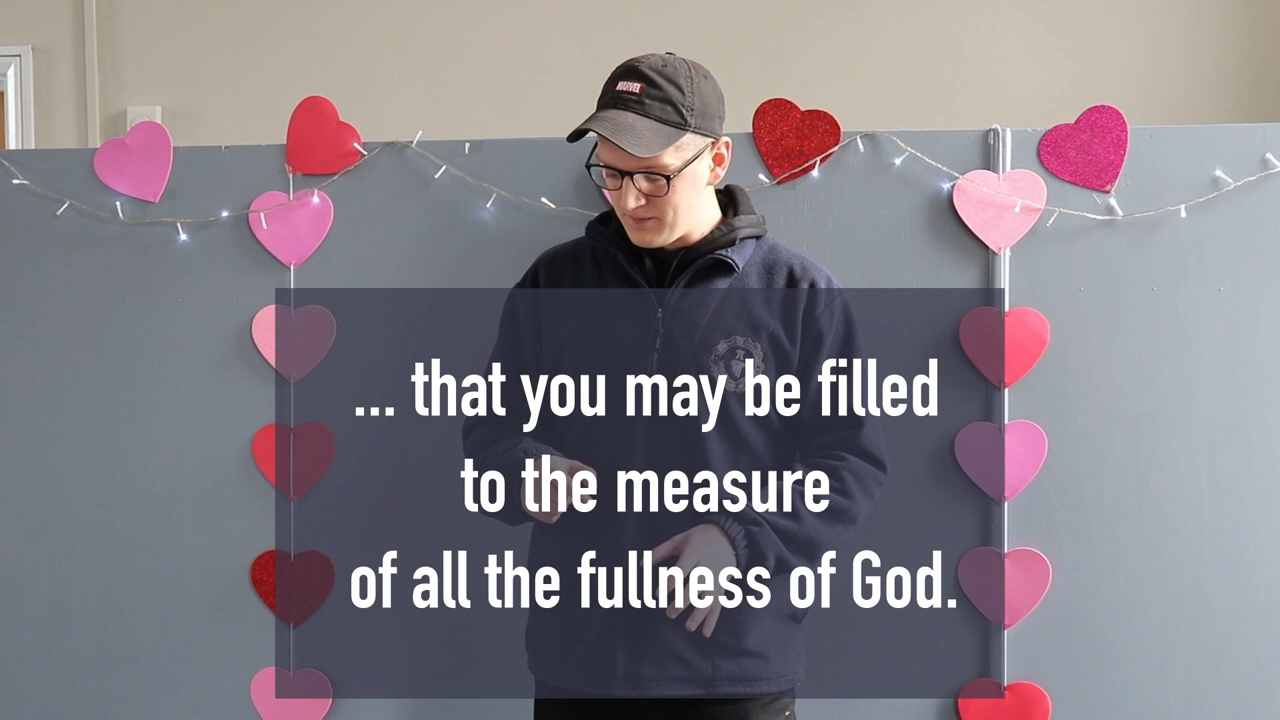 MARVEL
... that you may be filled
to the measure
of all the fullness of God.